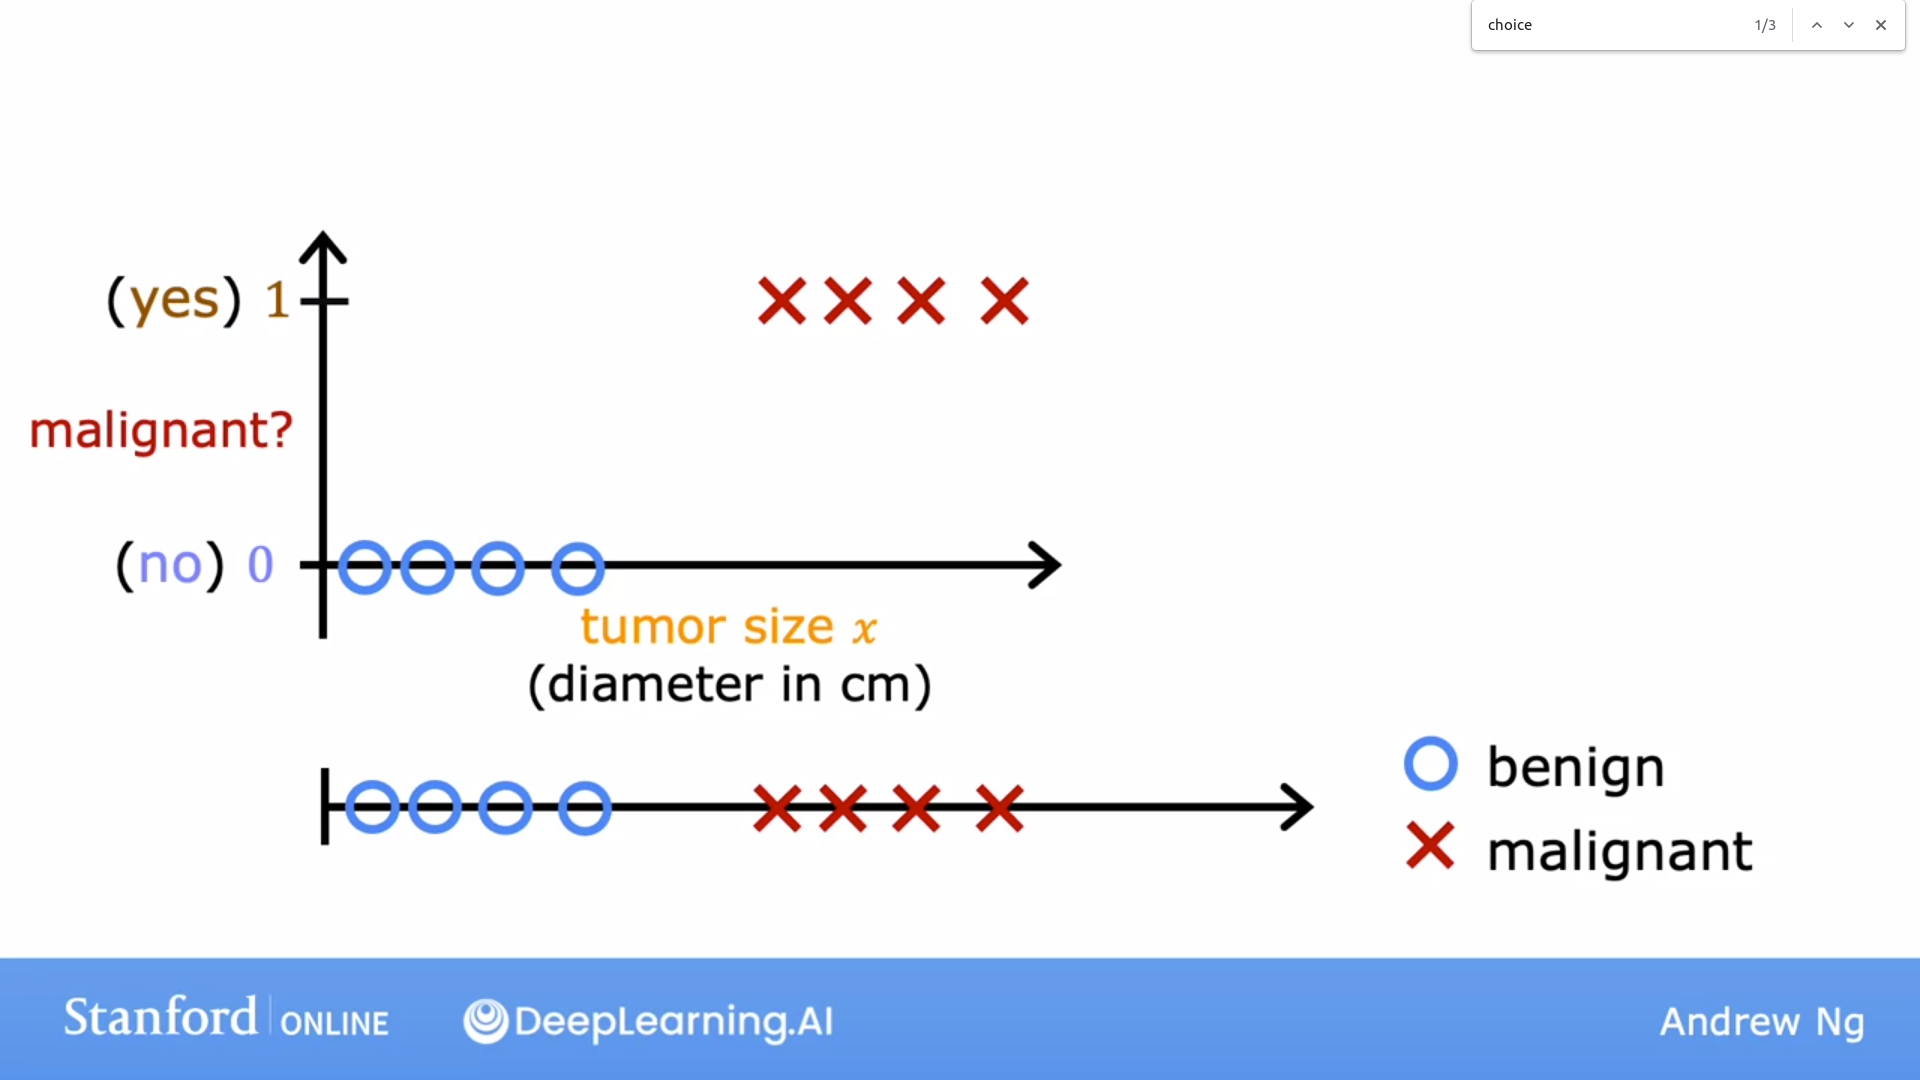 choice 1/3
(yes) 1
malignant?
(no) 0
tumor size x
(diameter in cm)
benign
malignant
Stanford ONLINE DeepLearning.AI Andrew Ng